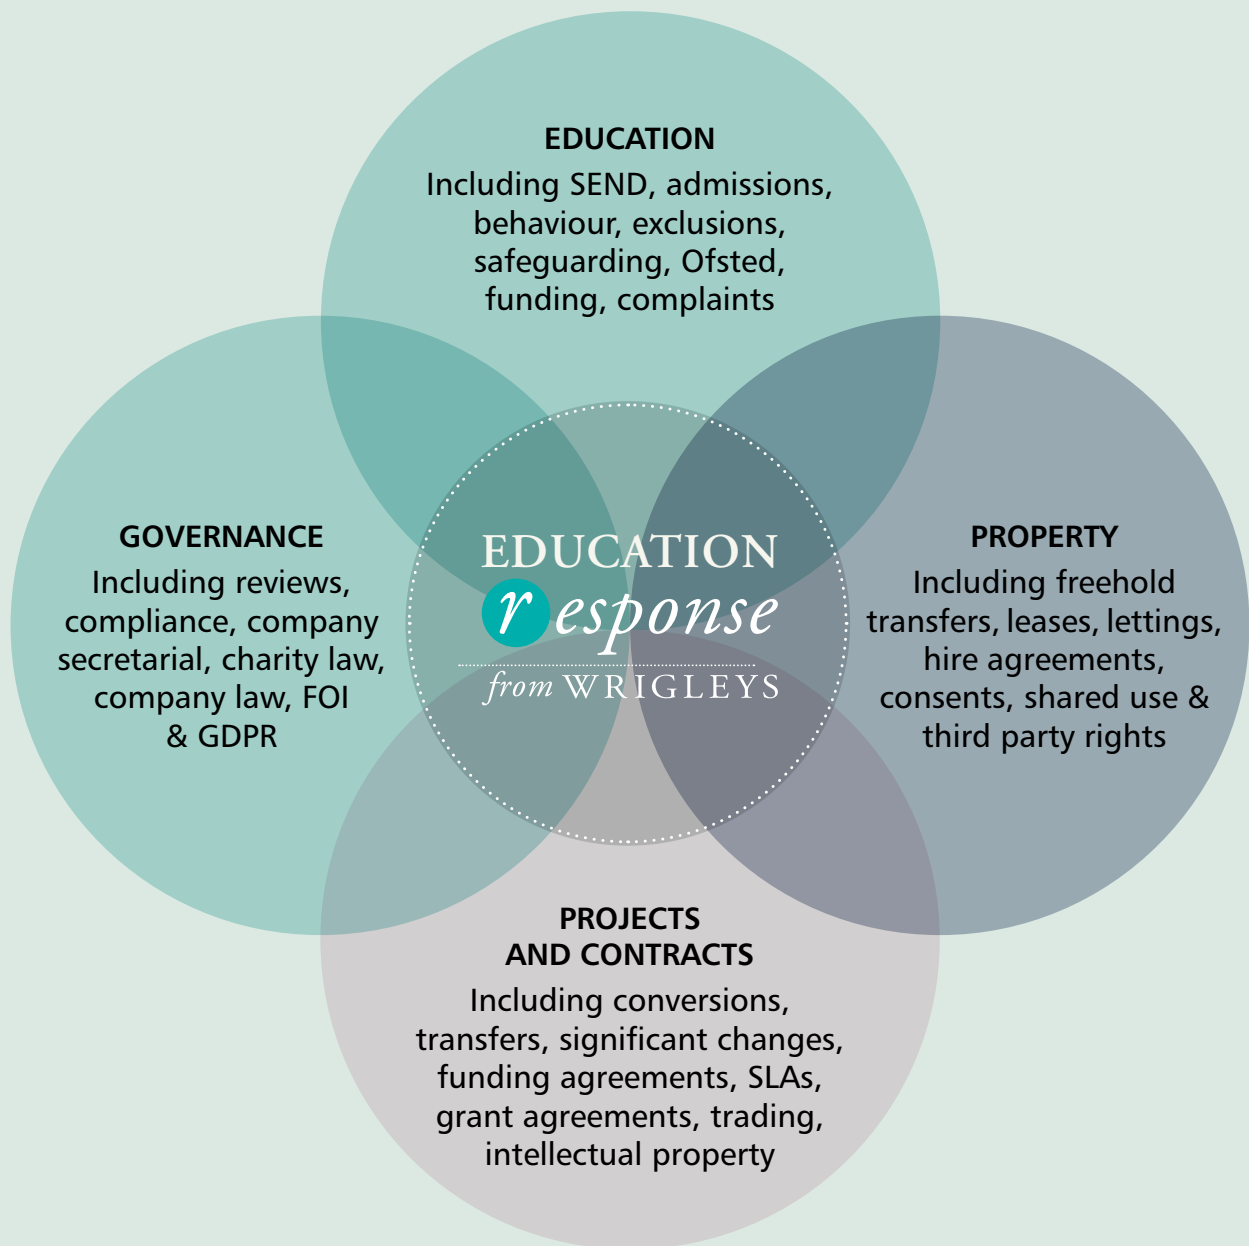 EDUCATION
Including SEND, admissions,
behaviour, exclusions,
safeguarding, Ofsted,
funding, complaints
GOVERNANCE
Including reviews,
compliance, company
secretarial, charity law,
company law, FOI
& GDPR
EDUCATION
response
from WRIGLEYS
PROPERTY
Including freehold
transfers, leases, lettings,
hire agreements,
consents, shared use &
third party rights
PROJECTS
AND CONTRACTS
Including conversions,
transfers, significant changes,
funding agreements, SLAs,
grant agreements, trading,
intellectual property